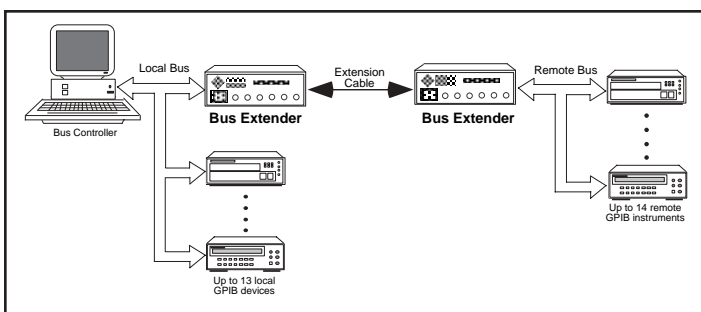 Local Bus
Extension
Cable
Remote Bus
Bus Controller
Bus Extender
Bus Extender
Up to 13 local
GPIB devices
Up to 14 remote
GPIB instruments